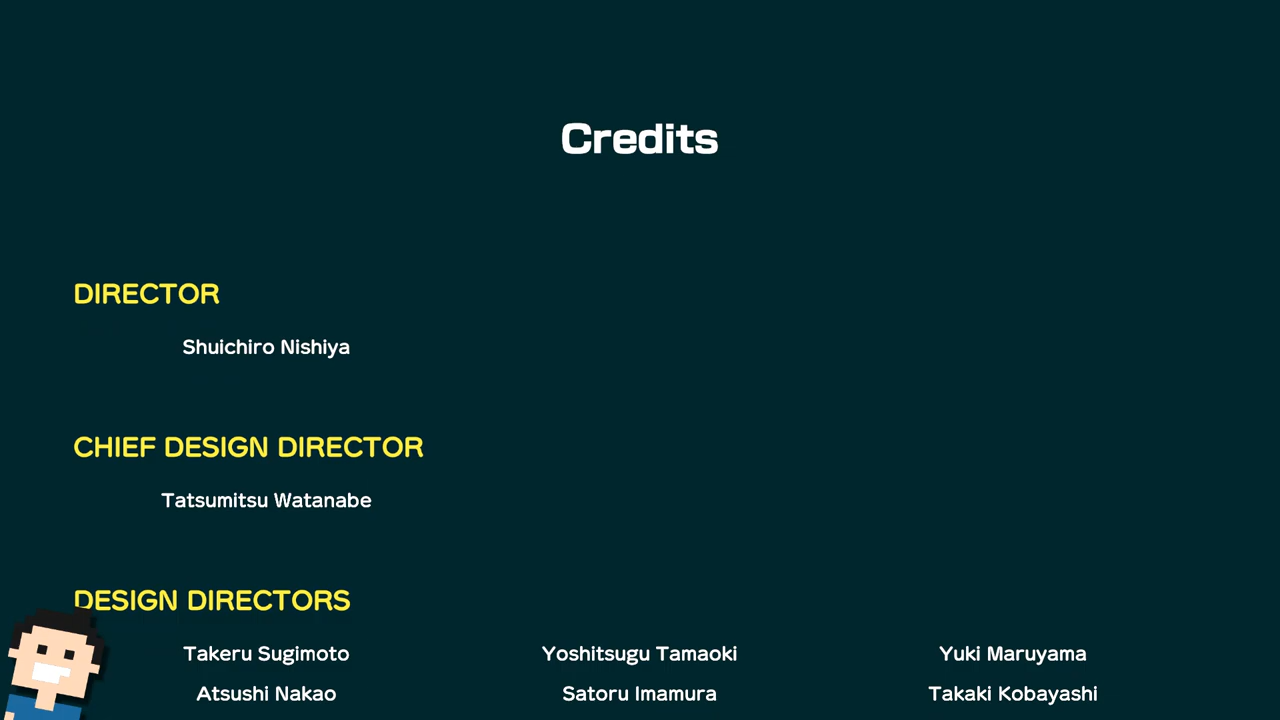 Credits
DIRECTOR
Shuichiro Nishiya
CHIEF DESIGN DIRECTOR
Tatsumitsu Watanabe
DESIGN DIRECTORS
Takeru Sugimoto Yoshitsugu Tamaoki Yuki Maruyama
Atsushi Nakao Satoru Imamura Takaki Kobayashi